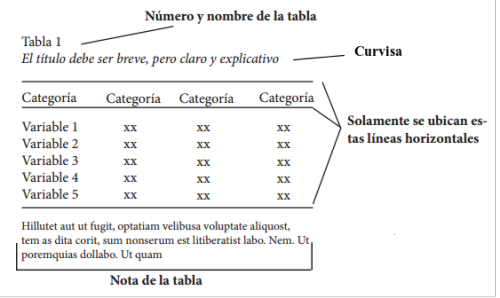 Número y nombre de la tabla
Tabla 1
El título debe ser breve, pero claro y explicativo
Curvisa
Categoría Categoría Categoría Categoría
Solamente se ubican es-
tas líneas horizontales
Variable 1 xx xx xx
Variable 2 xx xx xx
Variable 3 xx xx xx
Variable 4 xx xx xx
Variable 5 xx xx xx
Hillutet aut ut fugit, optatiam velibusa voluptate aliquost,
tem as dita corit, sum nonserum est litiberatist labo. Nem. Ut
poremquias dollabo. Ut quam
Nota de la tabla